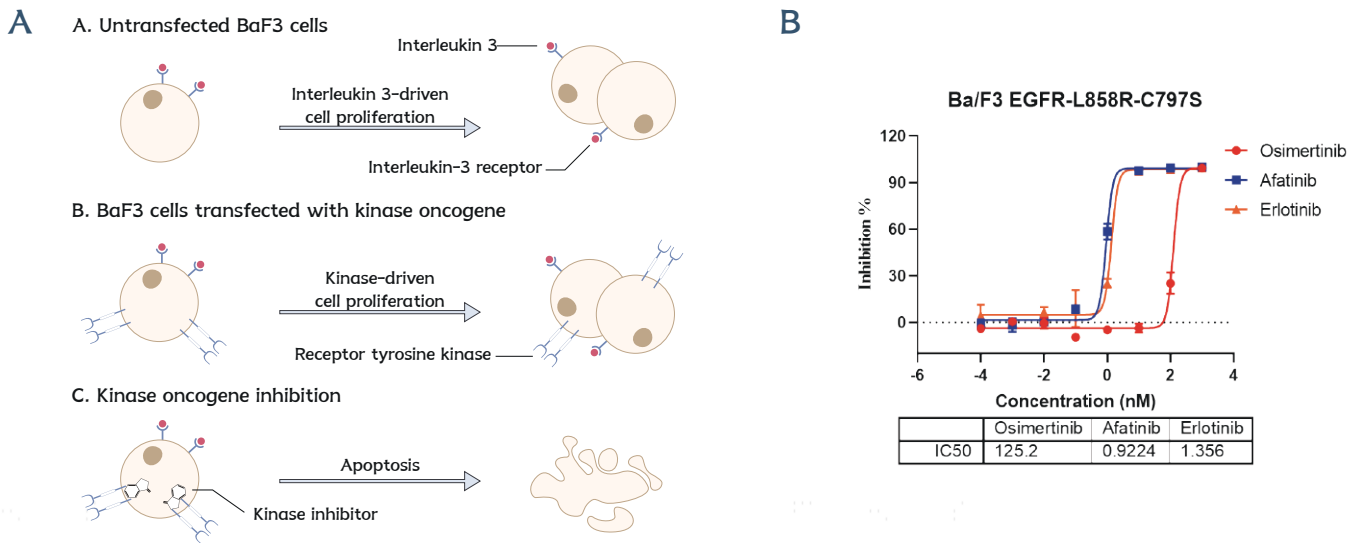 A
A. Untransfected BaF3 cells
Interleukin 3
Interleukin 3-driven
cell proliferation
Interleukin-3 receptor
B. BaF3 cells transfected with kinase oncogene
Kinase-driven
cell proliferation
Receptor tyrosine kinase
C. Kinase oncogene inhibition
Apoptosis
Kinase inhibitor
B
Ba/F3 EGFR-L858R-C797S
120
90
60
30
0
Inhibition %
-6 -4 -2 0 2 4
Concentration (nM)
Osimertinib
Afatinib
Erlotinib
Osimertinib Afatinib Erlotinib
IC50 125.2 0.9224 1.356